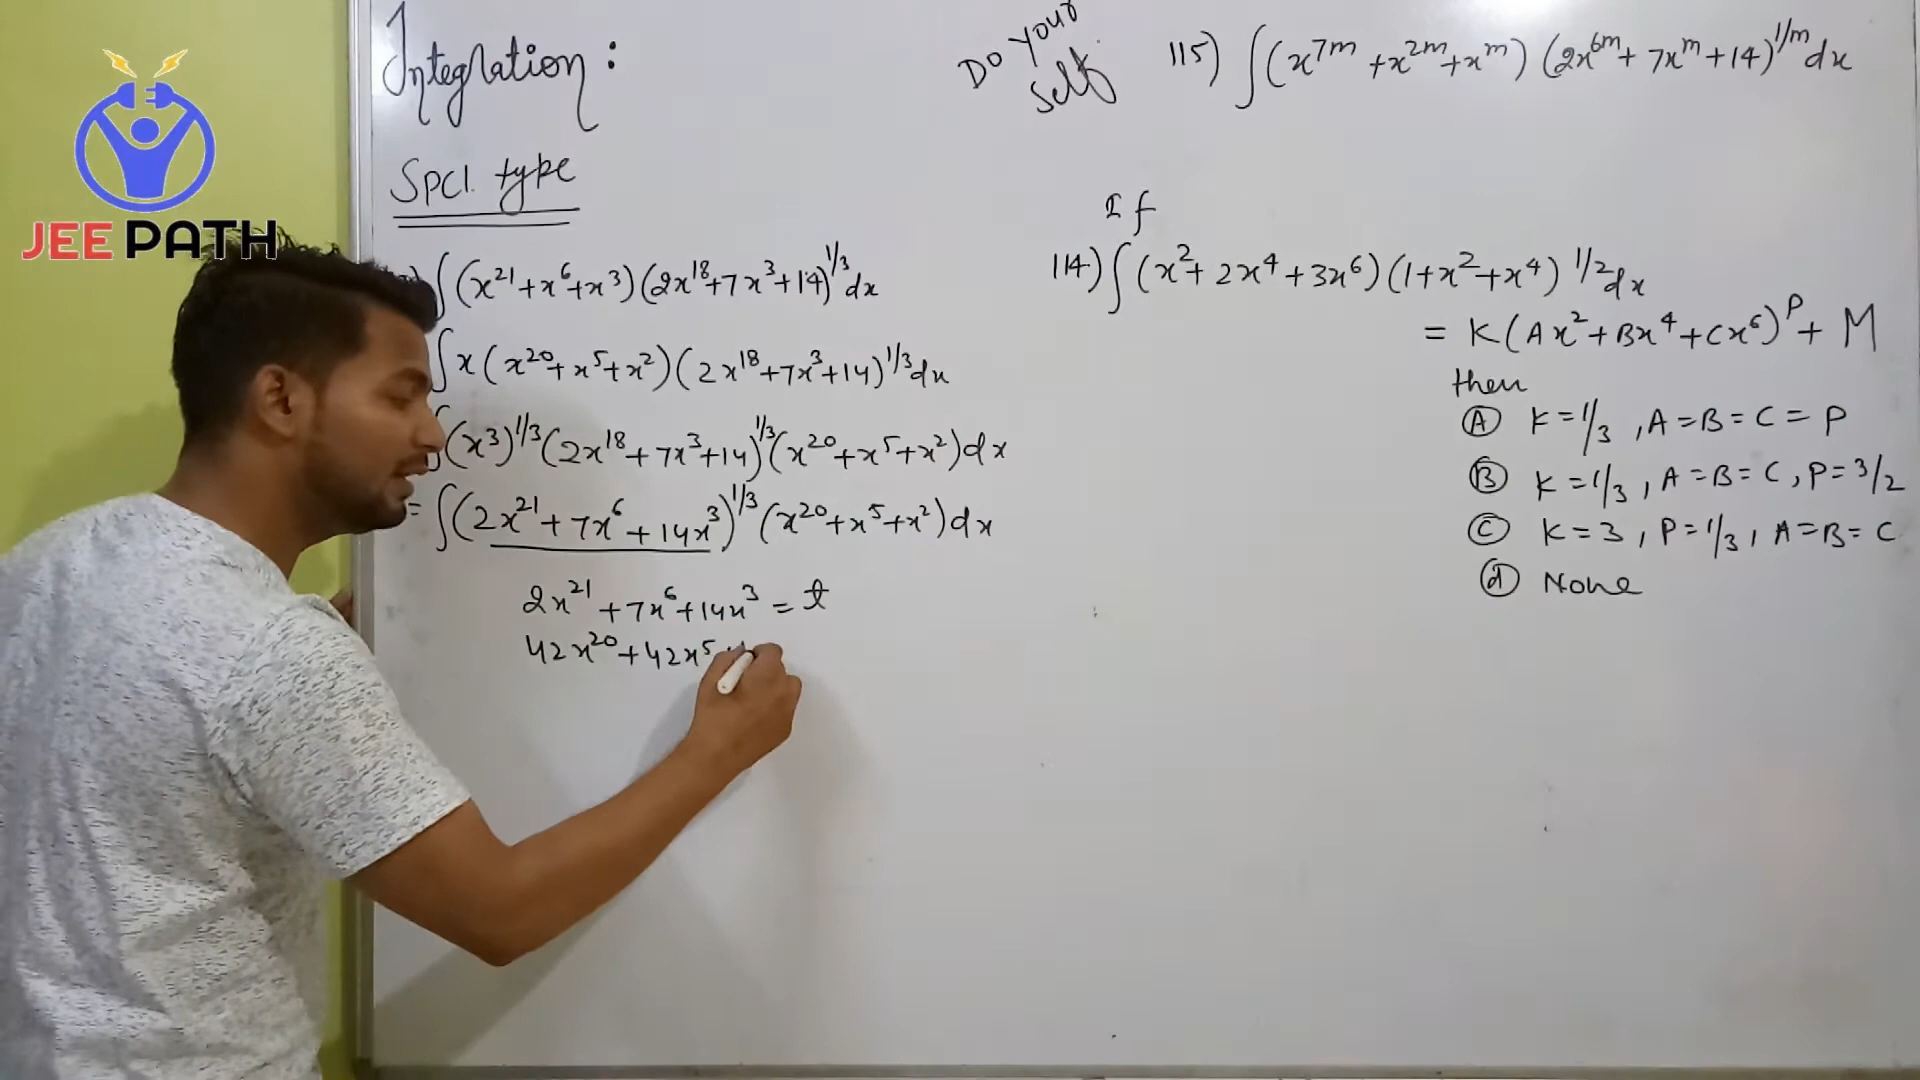 JEE PATH
Integration :
Spcl. type
∫(x²¹+x⁶+x³)(2x¹⁸+7x³+14)^1/3 dx
∫x(x²⁰+x⁵+x²)(2x¹⁸+7x³+14)^1/3 dx
∫(x³)^1/3(2x¹⁸+7x³+14)^1/3(x²⁰+x⁵+x²)dx
= ∫(2x²¹+7x⁶+14x³)^1/3(x²⁰+x⁵+x²)dx
2x²¹+7x⁶+14x³ = t
42x²⁰+42x⁵
Do Your
self
115) ∫(x^7m+x^2m+x^m)(2x^6m+7x^m+14)^1/m dx
If
114) ∫(x²+2x⁴+3x⁶)(1+x²+x⁴)^1/2 dx
= K(Ax²+Bx⁴+Cx⁶)^P + M
then
Ⓐ K=1/3, A=B=C=P
Ⓑ K=1/3, A=B=C, P=3/2
Ⓒ K=3, P=1/3, A=B=C
ⓓ None